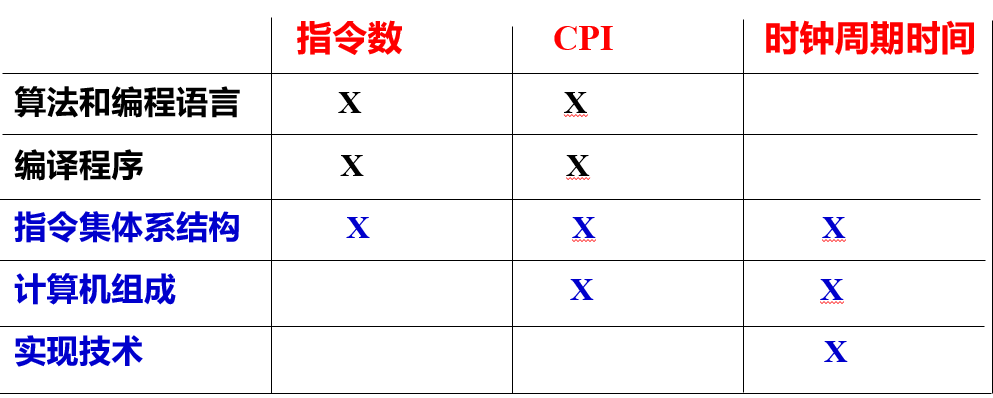 指令数 CPI 时钟周期时间
算法和编程语言 X X
编译程序 X X
指令集体系结构 X X X
计算机组成 X X
实现技术 X